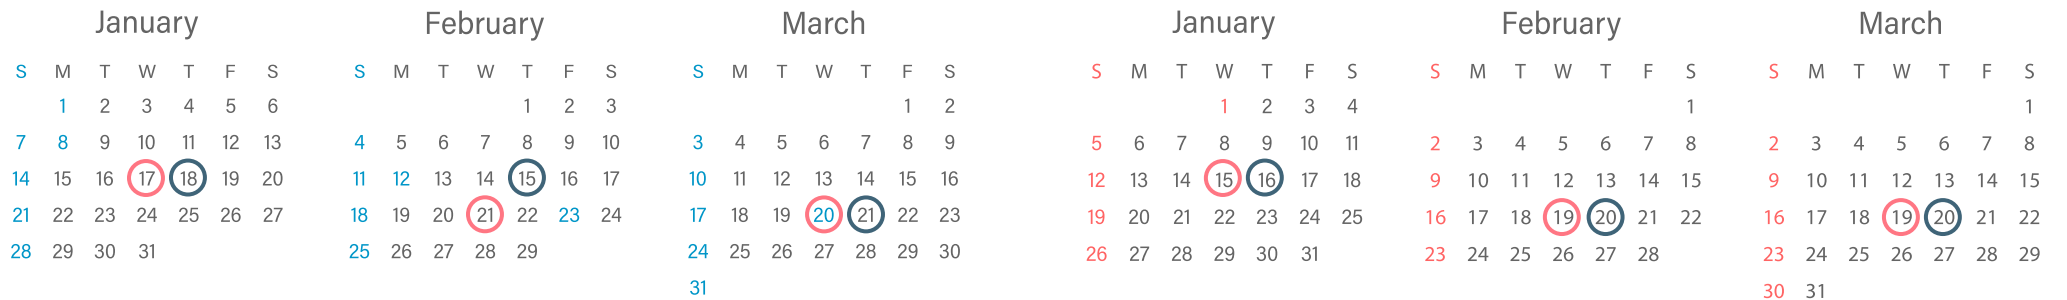 January
S M T W T F S
1 2 3 4 5 6
7 8 9 10 11 12 13
14 15 16 17 18 19 20
21 22 23 24 25 26 27
28 29 30 31
February
S M T W T F S
1 2 3
4 5 6 7 8 9 10
11 12 13 14 15 16 17
18 19 20 21 22 23 24
25 26 27 28 29
March
S M T W T F S
1 2
3 4 5 6 7 8 9
10 11 12 13 14 15 16
17 18 19 20 21 22 23
24 25 26 27 28 29 30
31
January
S M T W T F S
1 2 3 4
5 6 7 8 9 10 11
12 13 14 15 16 17 18
19 20 21 22 23 24 25
26 27 28 29 30 31
February
S M T W T F S
1
2 3 4 5 6 7 8
9 10 11 12 13 14 15
16 17 18 19 20 21 22
23 24 25 26 27 28
March
S M T W T F S
1
2 3 4 5 6 7 8
9 10 11 12 13 14 15
16 17 18 19 20 21 22
23 24 25 26 27 28 29
30 31